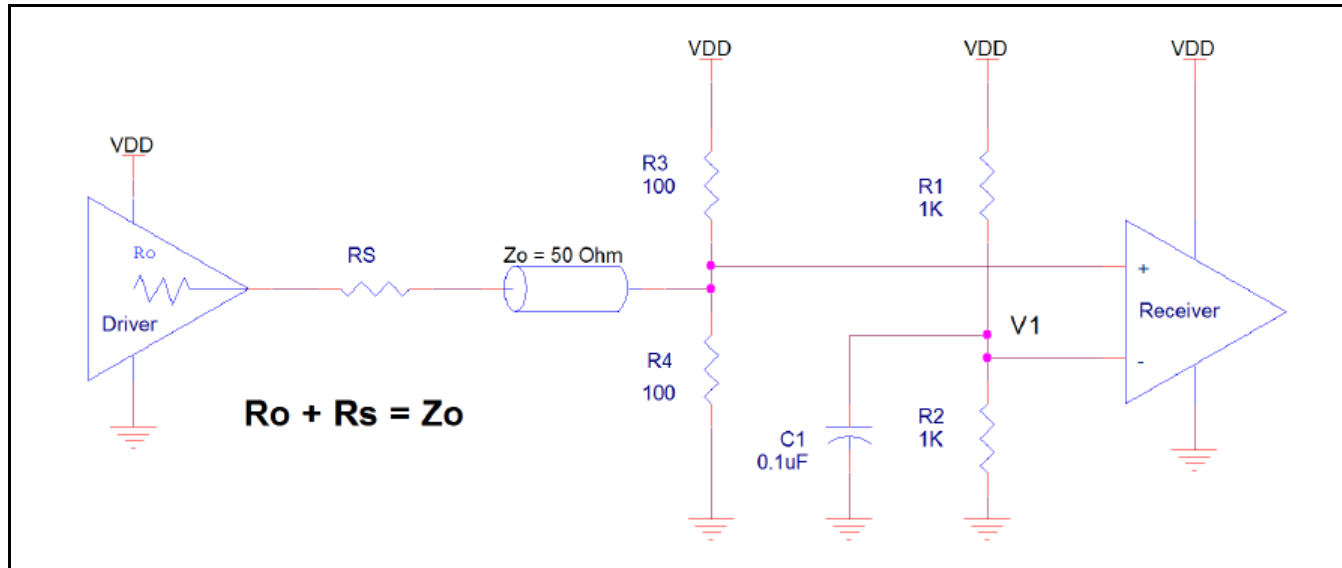 VDD
VDD
VDD
VDD
R3
100
R1
1K
Ro
RS
Zo = 50 Ohm
+
Driver
V1
Receiver
-
R4
100
Ro + Rs = Zo
R2
1K
C1
0.1uF